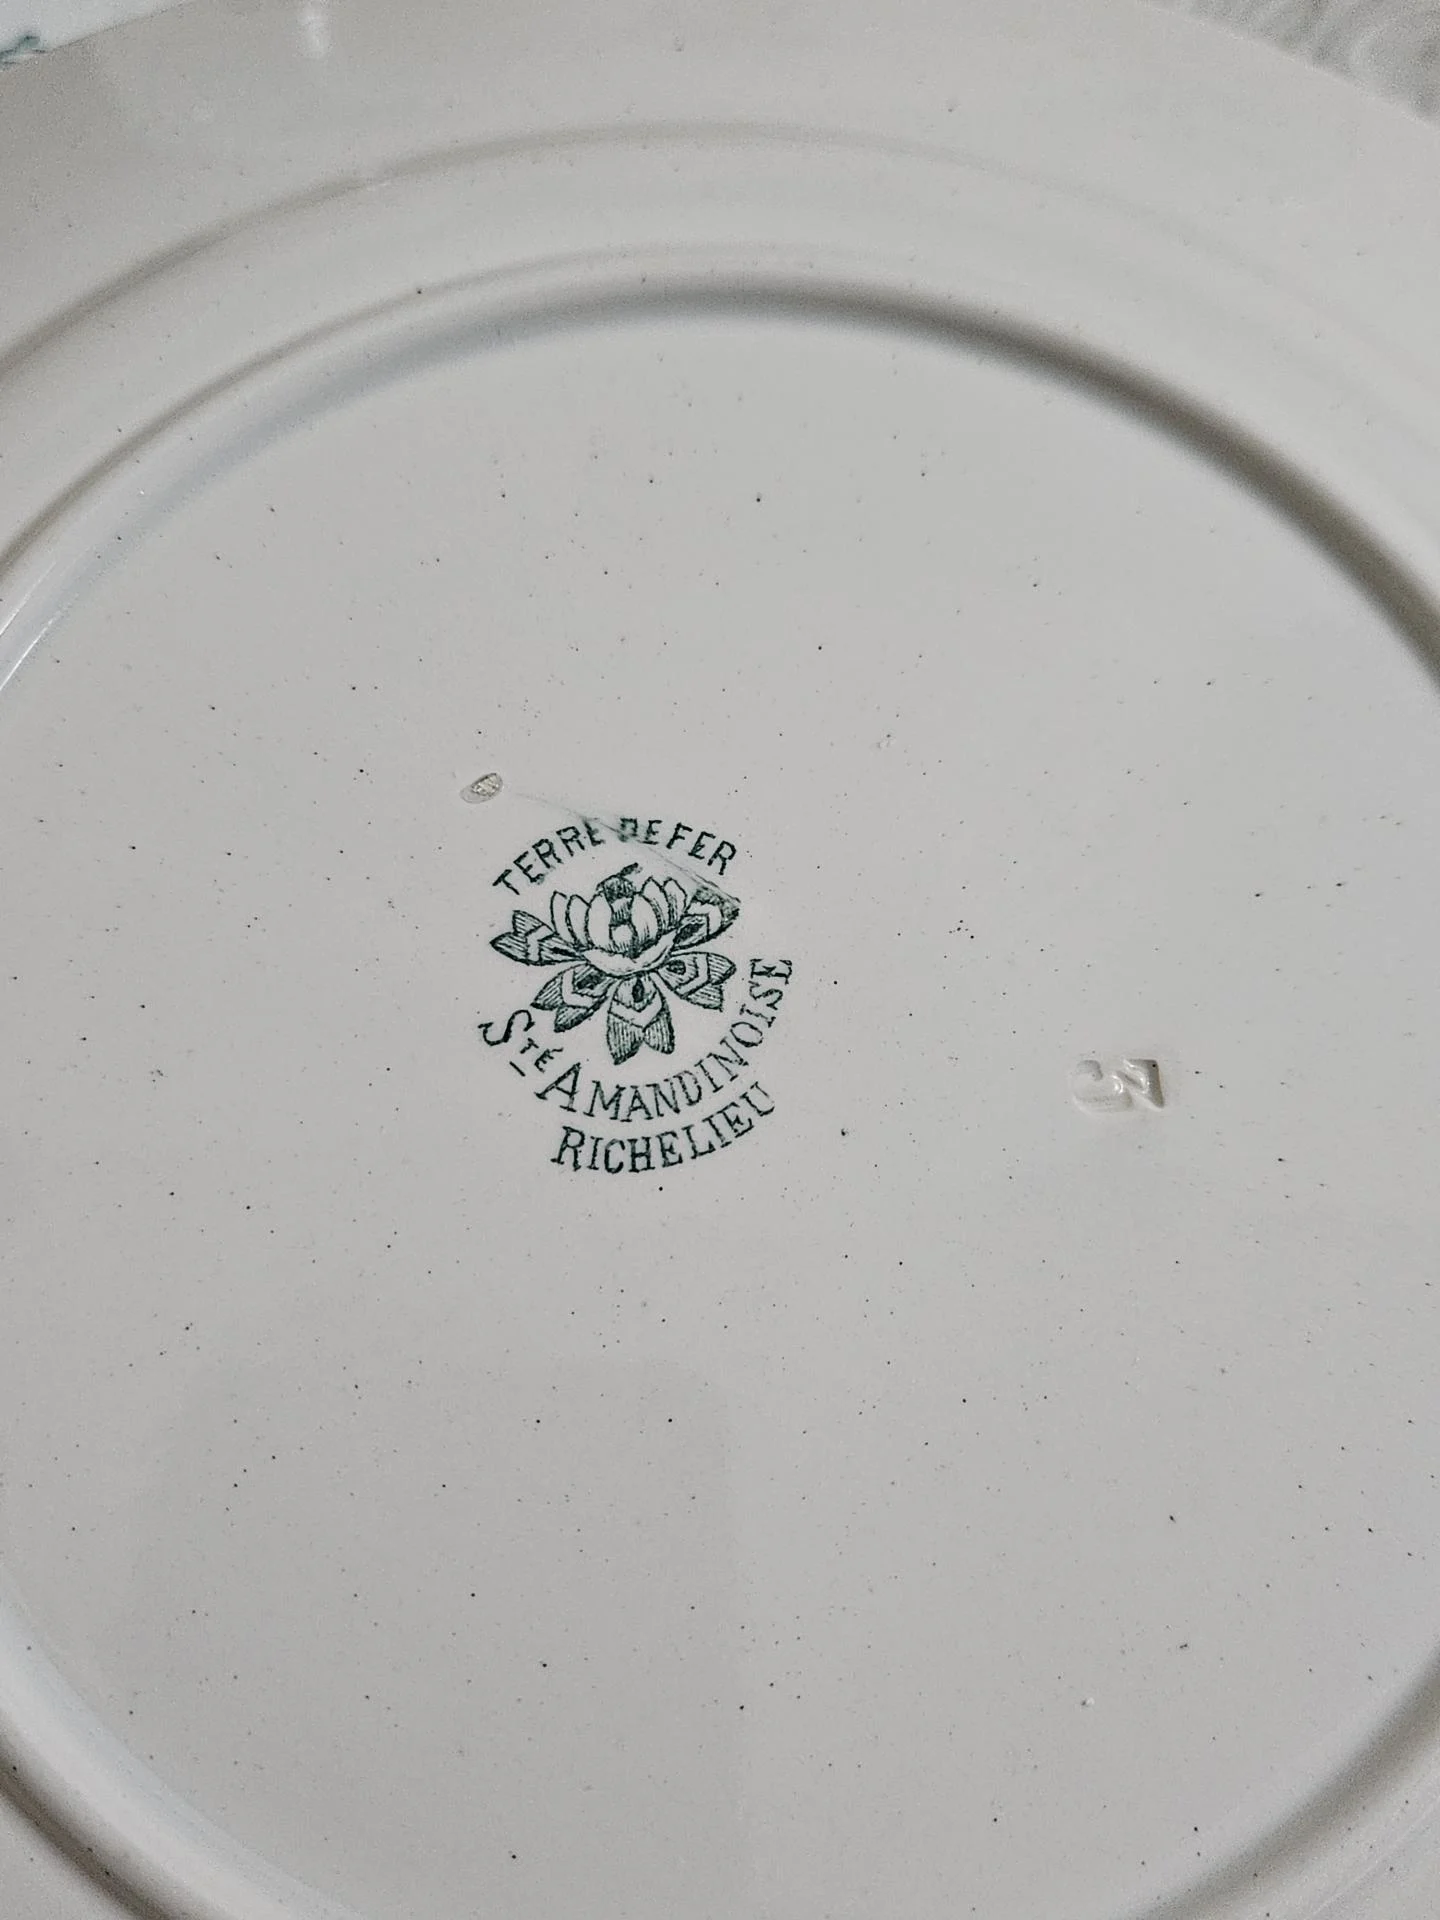 TERRE DE FER
STÉ AMANDINOISE
RICHELIEU